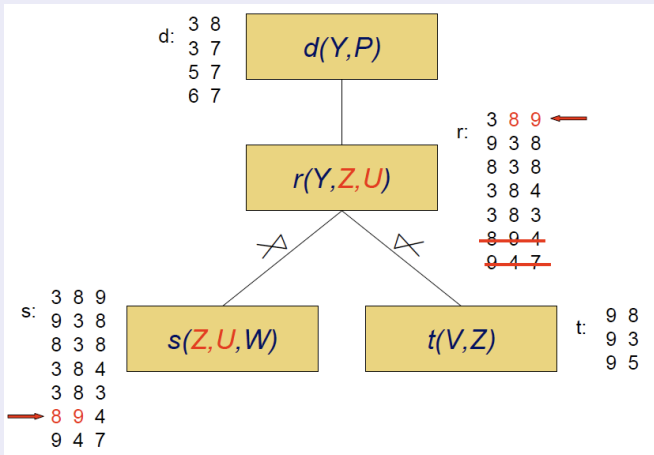 d:
3 8
3 7
5 7
6 7
d(Y,P)
r:
3 8 9
9 3 8
8 3 8
3 8 4
3 8 3
8 9 4
9 4 7
r(Y,Z,U)
s:
3 8 9
9 3 8
8 3 8
3 8 4
3 8 3
8 9 4
9 4 7
s(Z,U,W)
t(V,Z)
t:
9 8
9 3
9 5